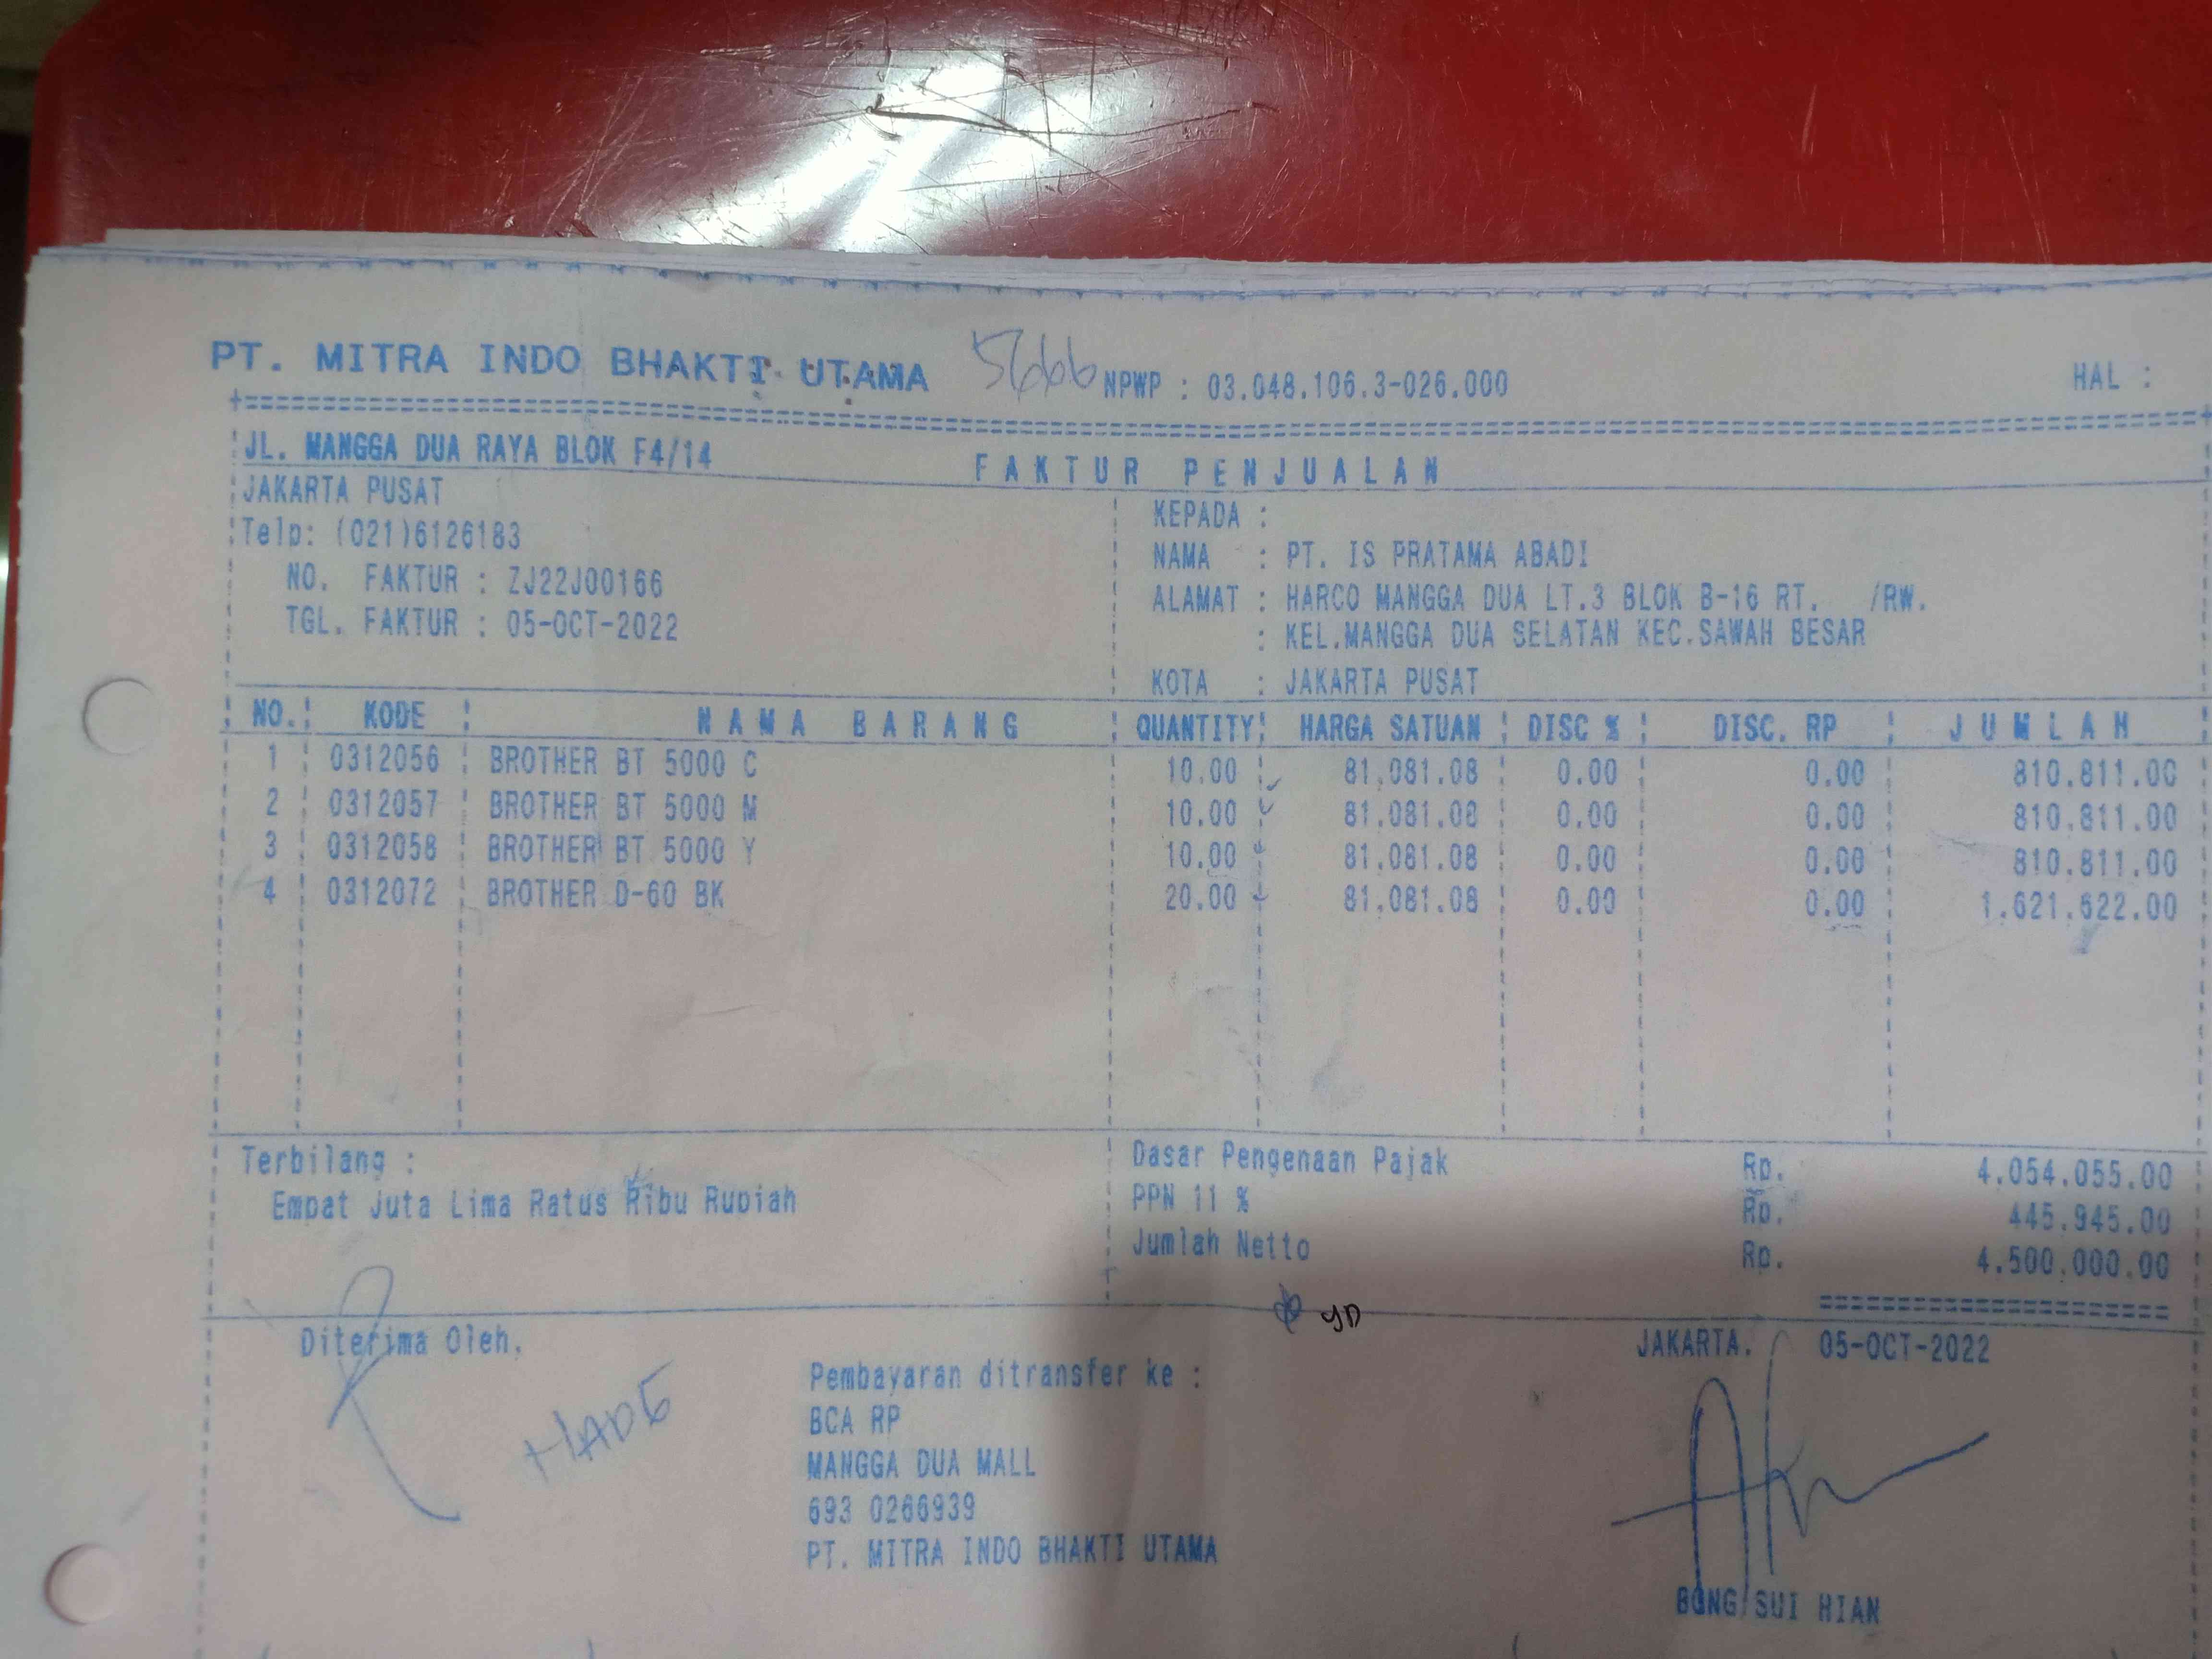 PT. MITRA INDO BHAKTI UTAMA 5666 NPWP : 03.048.106.3-026.000 HAL :
JL. MANGGA DUA RAYA BLOK F4/14
FAKTUR PENJUALAN
JAKARTA PUSAT
Telp: (021)6126183
NO. FAKTUR : ZJ22J00166
TGL. FAKTUR : 05-OCT-2022
KEPADA :
NAMA : PT. IS PRATAMA ABADI
ALAMAT : HARCO MANGGA DUA LT.3 BLOK B-16 RT. /RW.
: KEL.MANGGA DUA SELATAN KEC.SAWAH BESAR
KOTA : JAKARTA PUSAT
NO. KODE NAMA BARANG QUANTITY HARGA SATUAN DISC % DISC. RP JUMLAH
1 0312056 BROTHER BT 5000 C 10.00 81.081.08 0.00 0.00 810.811.00
2 0312057 BROTHER BT 5000 M 10.00 81.081.08 0.00 0.00 810.811.00
3 0312058 BROTHER BT 5000 Y 10.00 81.081.08 0.00 0.00 810.811.00
4 0312072 BROTHER D-60 BK 20.00 81.081.08 0.00 0.00 1.621.622.00
Terbilang :
Empat Juta Lima Ratus Ribu Rupiah
Dasar Pengenaan Pajak Rp. 4.054.055.00
PPN 11 % Rp. 445.945.00
Jumlah Netto Rp. 4.500.000.00
Diterima Oleh,
HADE
Pembayaran ditransfer ke :
BCA RP
MANGGA DUA MALL
693 0266939
PT. MITRA INDO BHAKTI UTAMA
JAKARTA. 05-OCT-2022
BONG SUI HIAN